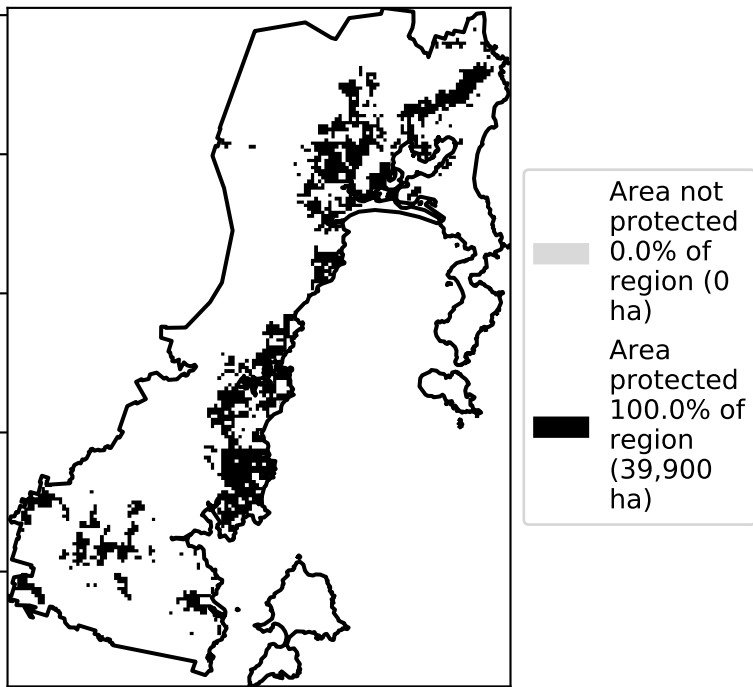 Area not
protected
0.0% of
region (0
ha)
Area
protected
100.0% of
region
(39,900
ha)